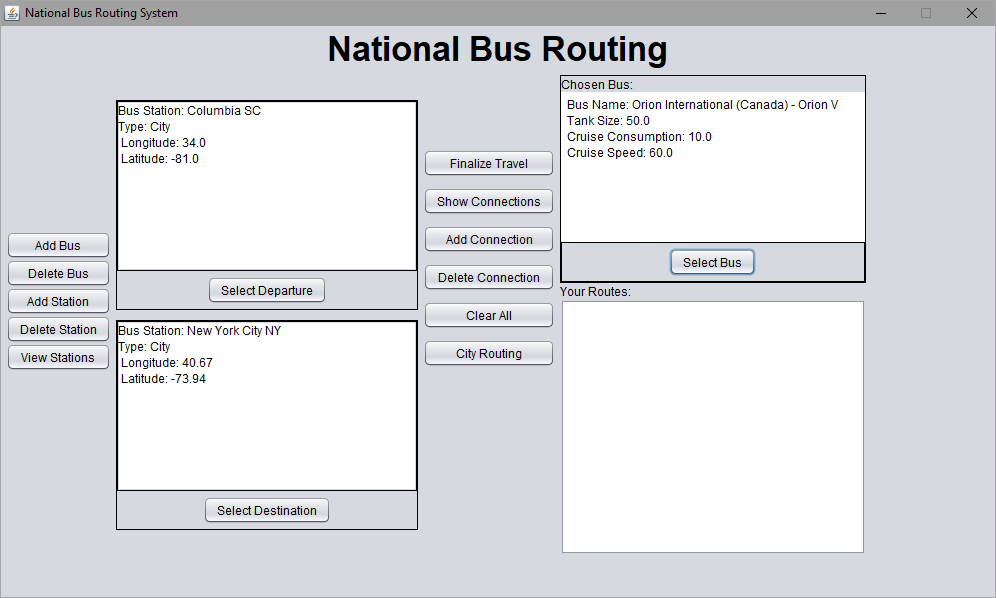 National Bus Routing System
National Bus Routing
Add Bus
Delete Bus
Add Station
Delete Station
View Stations
Bus Station: Columbia SC
Type: City
Longitude: 34.0
Latitude: -81.0
Select Departure
Bus Station: New York City NY
Type: City
Longitude: 40.67
Latitude: -73.94
Select Destination
Finalize Travel
Show Connections
Add Connection
Delete Connection
Clear All
City Routing
Chosen Bus:
Bus Name: Orion International (Canada) - Orion V
Tank Size: 50.0
Cruise Consumption: 10.0
Cruise Speed: 60.0
Select Bus
Your Routes: